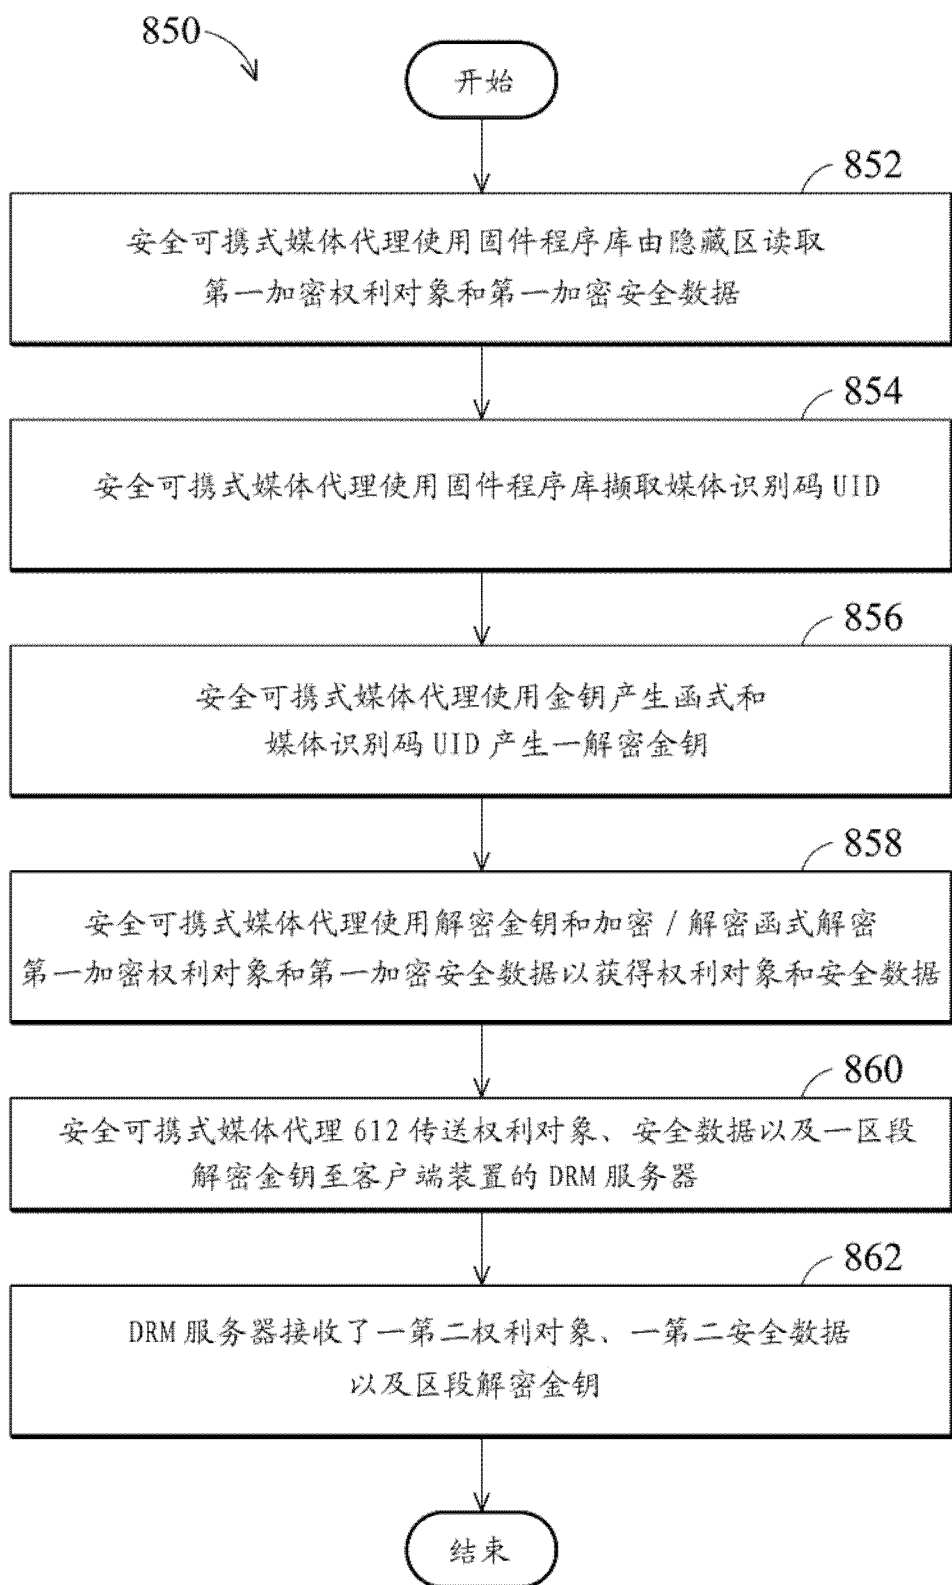 850
开始
852
安全可携式媒体代理使用固件程序库由隐藏区读取
第一加密权利对象和第一加密安全数据
854
安全可携式媒体代理使用固件程序库撷取媒体识别码 UID
856
安全可携式媒体代理使用金钥产生函式和
媒体识别码 UID 产生一解密金钥
858
安全可携式媒体代理使用解密金钥和加密 / 解密函式解密
第一加密权利对象和第一加密安全数据以获得权利对象和安全数据
860
安全可携式媒体代理 612 传送权利对象、安全数据以及一区段
解密金钥至客户端装置的 DRM 服务器
862
DRM 服务器接收了一第二权利对象、一第二安全数据
以及区段解密金钥
结束